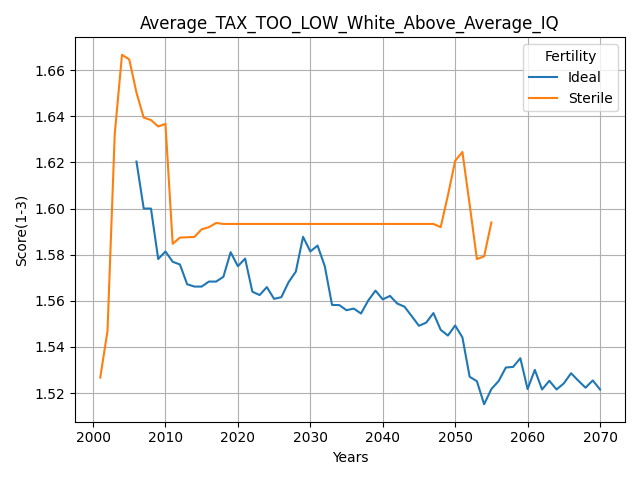 Average_TAX_TOO_LOW_White_Above_Average_IQ
Fertility
Ideal
Sterile
Score(1-3)
1.66
1.64
1.62
1.60
1.58
1.56
1.54
1.52
2000 2010 2020 2030 2040 2050 2060 2070
Years